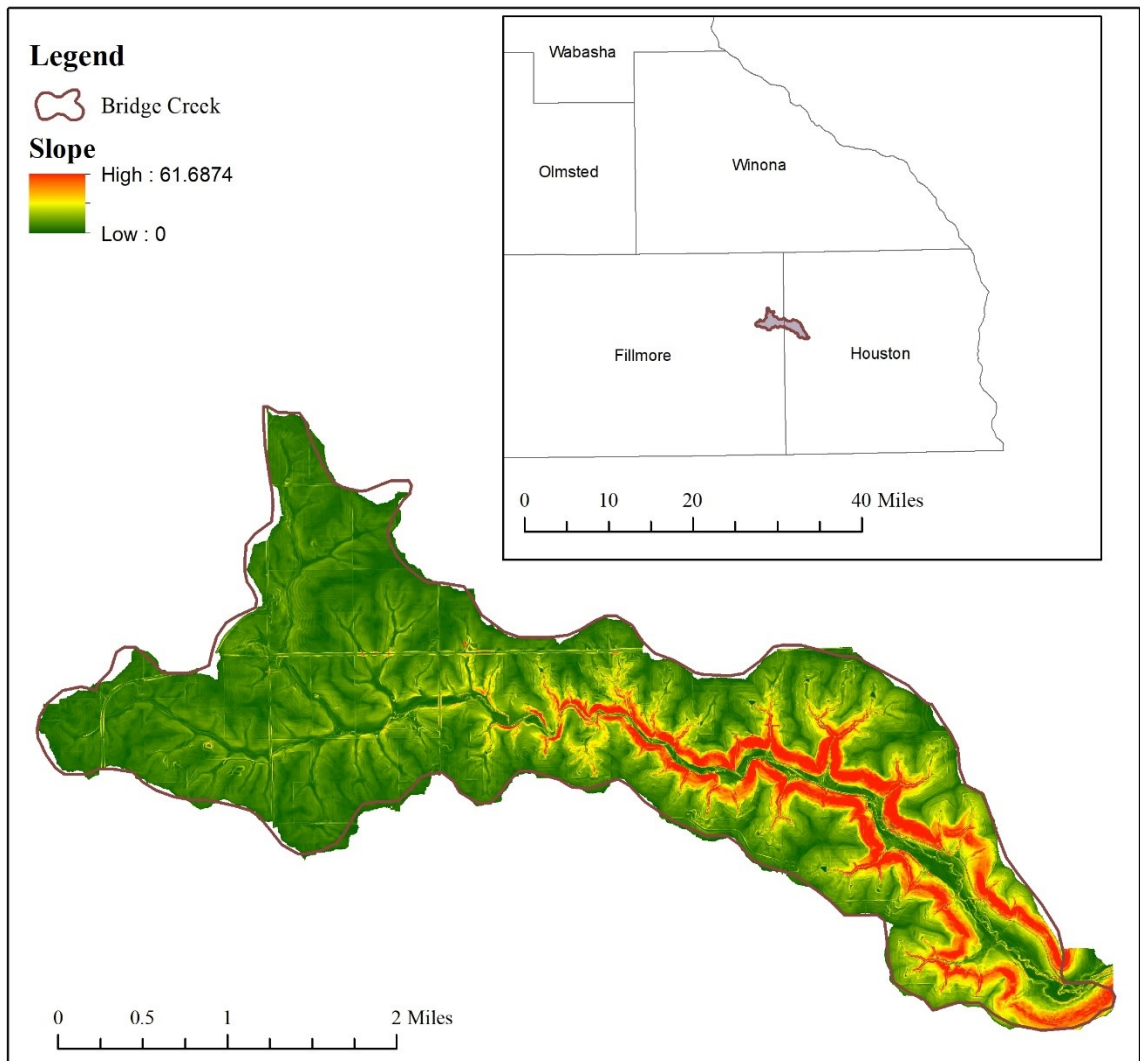 Legend
Bridge Creek
Slope
High : 61.6874
Low : 0
Wabasha
Olmsted
Winona
Fillmore
Houston
0 10 20 40 Miles
0 0.5 1 2 Miles